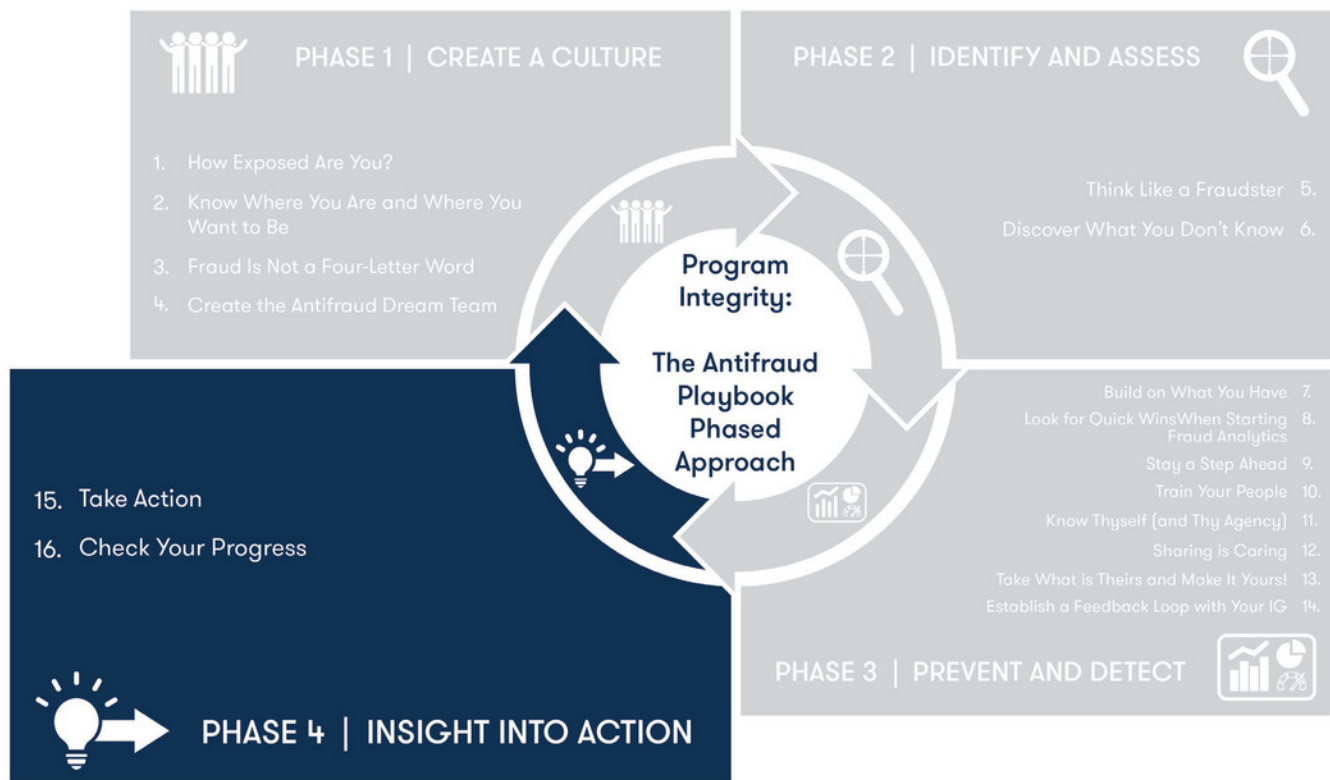 PHASE 1 | CREATE A CULTURE
1. How Exposed Are You?
2. Know Where You Are and Where You
Want to Be
3. Fraud Is Not a Four-Letter Word
4. Create the Antifraud Dream Team
PHASE 2 | IDENTIFY AND ASSESS
Think Like a Fraudster 5.
Discover What You Don't Know 6.
Program
Integrity:
The Antifraud
Playbook
Phased
Approach
Build on What You Have 7.
Look for Quick WinsWhen Starting 8.
Fraud Analytics
Stay a Step Ahead 9.
Train Your People 10.
Know Thyself (and Thy Agency) 11.
Sharing is Caring 12.
Take What is Theirs and Make It Yours! 13.
Establish a Feedback Loop with Your IG 14.
PHASE 3 | PREVENT AND DETECT
15. Take Action
16. Check Your Progress
PHASE 4 | INSIGHT INTO ACTION